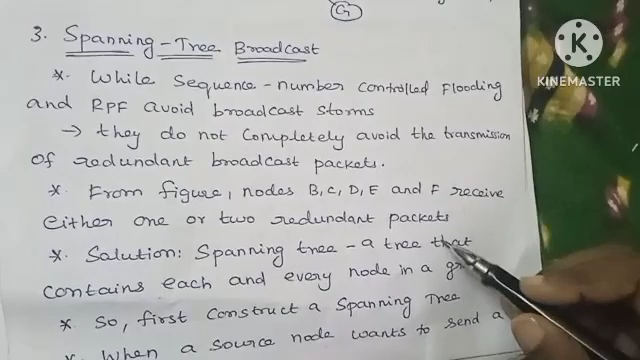 G
3. Spanning-Tree Broadcast
* While Sequence-number controlled Flooding
and RPF avoid broadcast storms
→ they do not completely avoid the transmission
of redundant broadcast packets.
* From figure, nodes B, C, D, E and F receive
either one or two redundant packets
* Solution: Spanning tree - a tree that
contains each and every node in a
* So, first construct a Spanning Tree
* When a source node wants to send a
K
KINEMASTER